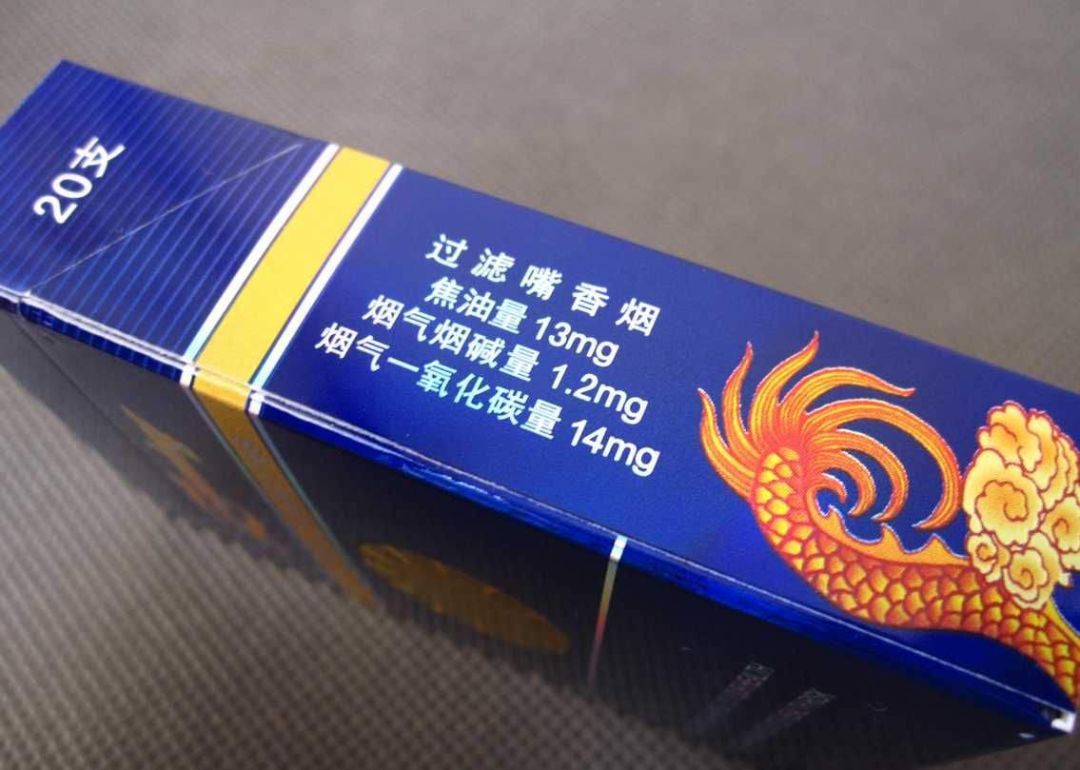 20支
过滤嘴香烟
焦油量 13mg
烟气烟碱量 1.2mg
烟气一氧化碳量 14mg